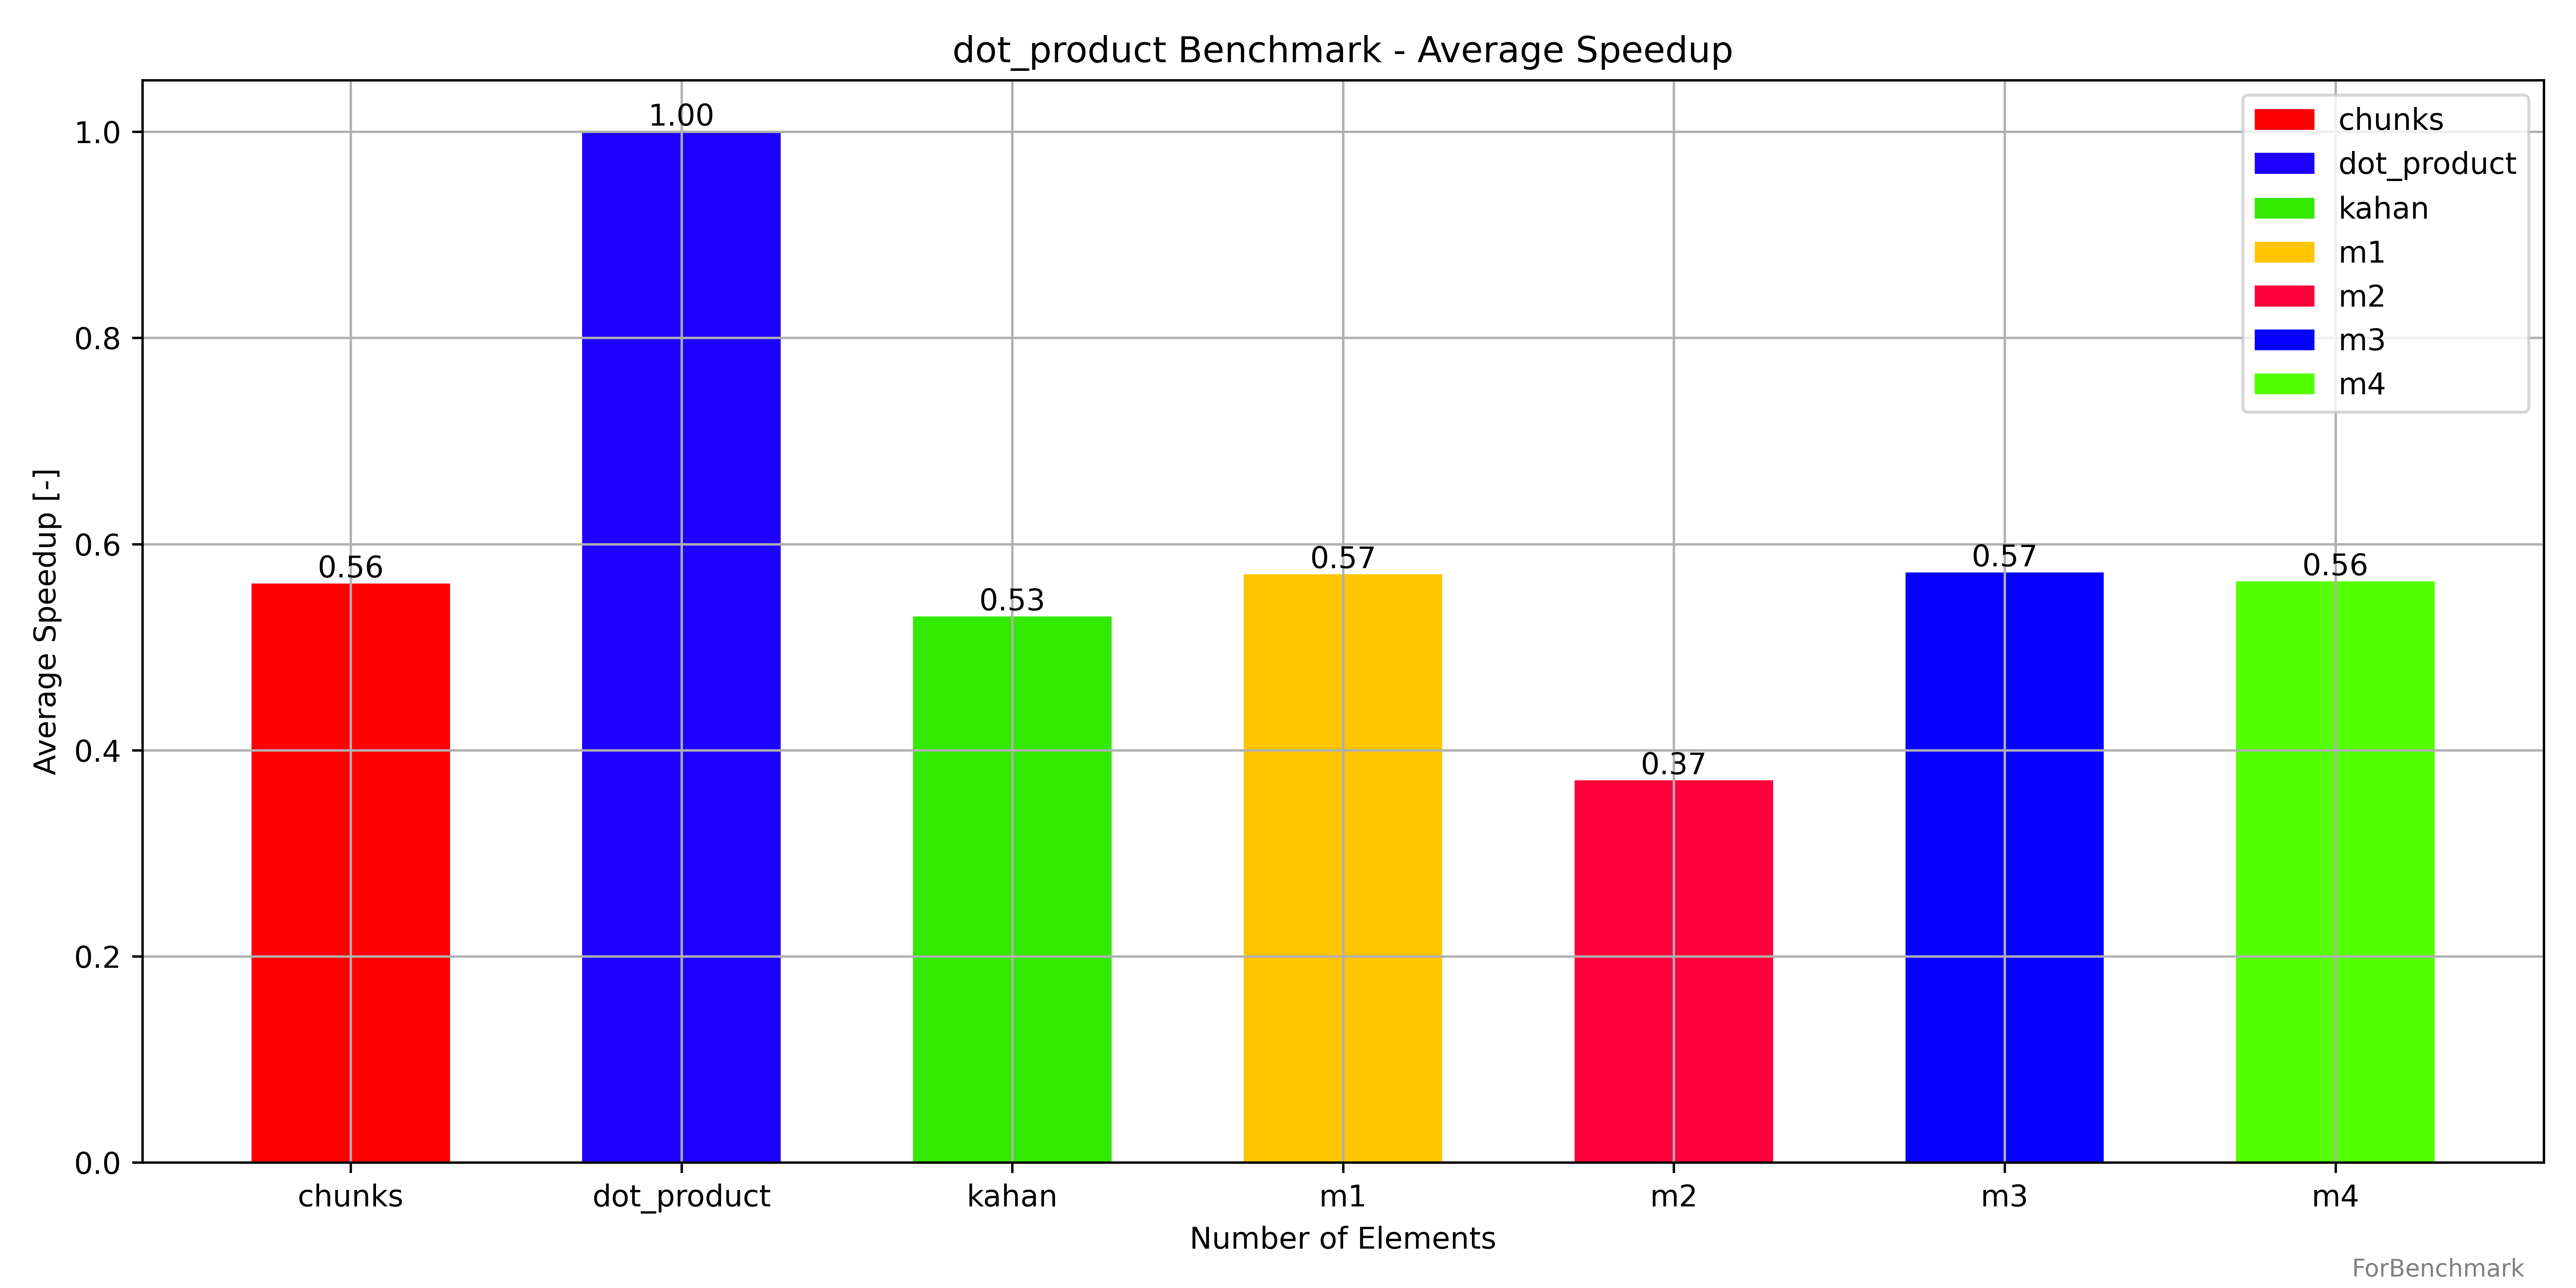 dot_product Benchmark - Average Speedup
Average Speedup [-]
1.0
0.8
0.6
0.4
0.2
0.0
0.56
1.00
0.53
0.57
0.37
0.57
0.56
chunks
dot_product
kahan
m1
m2
m3
m4
chunks
dot_product
kahan
m1
m2
m3
m4
Number of Elements
ForBenchmark